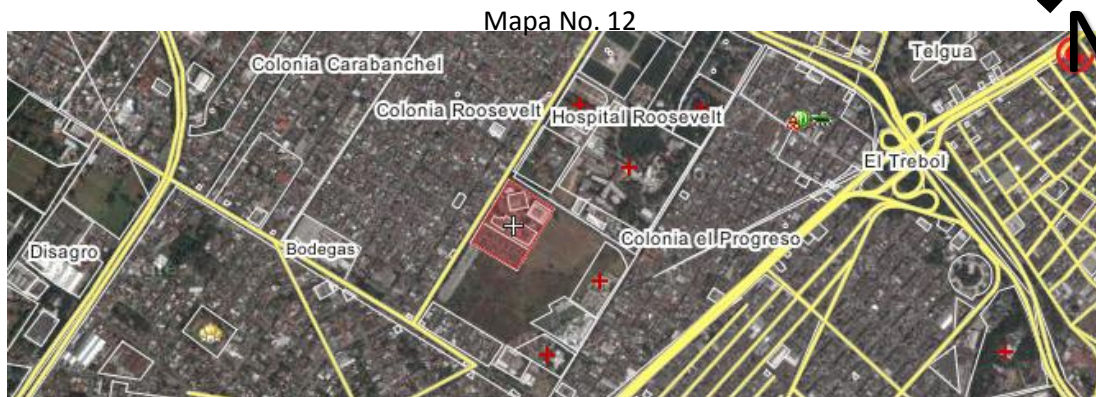 Mapa No. 12
N
Telgua
Colonia Carabanchel
Colonia Roosevelt
Hospital Roosevelt
El Trebol
Colonia el Progreso
Disagro
Bodegas